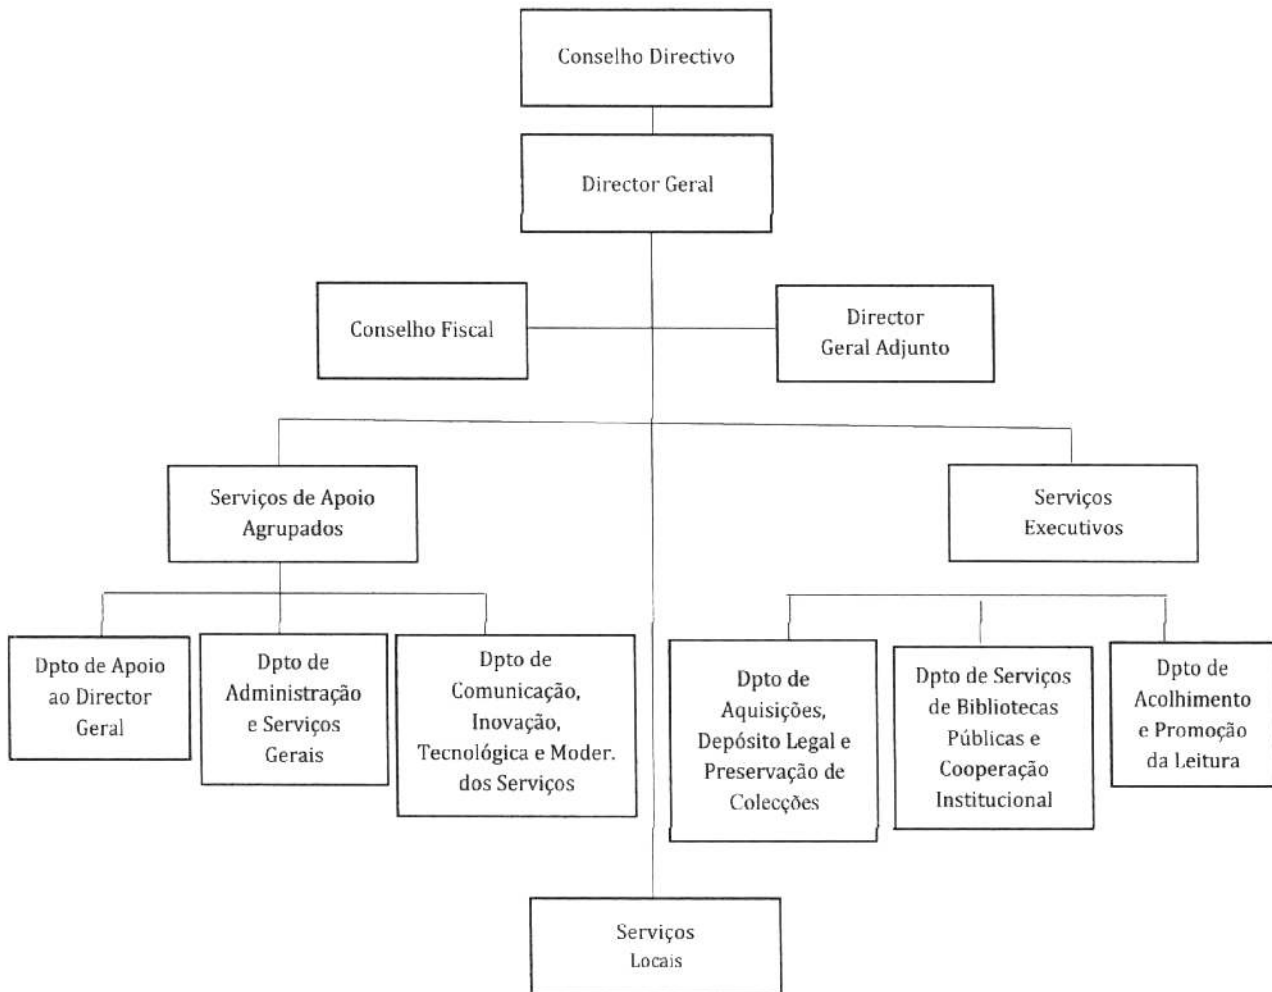 Conselho Directivo
Director Geral
Conselho Fiscal
Director
Geral Adjunto
Serviços de Apoio
Agrupados
Serviços
Executivos
Dpto de Apoio
ao Director
Geral
Dpto de
Administração
e Serviços
Gerais
Dpto de
Comunicação,
Inovação,
Tecnológica e Moder.
dos Serviços
Dpto de
Aquisições,
Depósito Legal e
Preservação de
Colecções
Dpto de Serviços
de Bibliotecas
Públicas e
Cooperação
Institucional
Dpto de
Acolhimento
e Promoção
da Leitura
Serviços
Locais